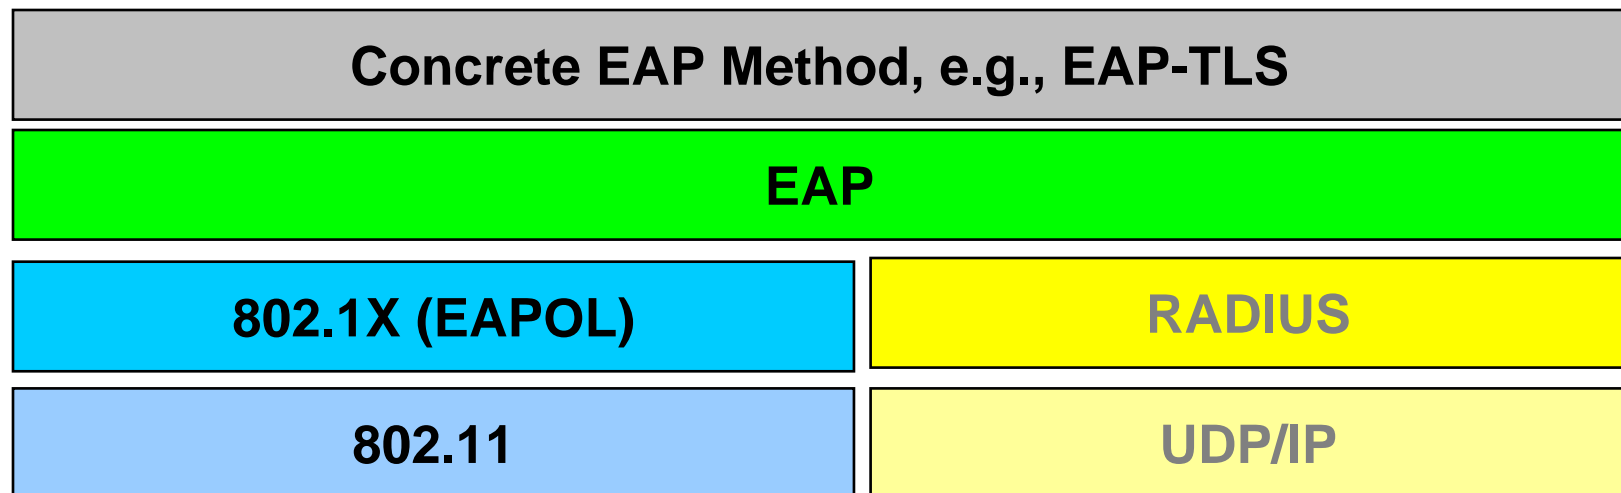 Concrete EAP Method, e.g., EAP-TLS
EAP
802.1X (EAPOL)
RADIUS
802.11
UDP/IP